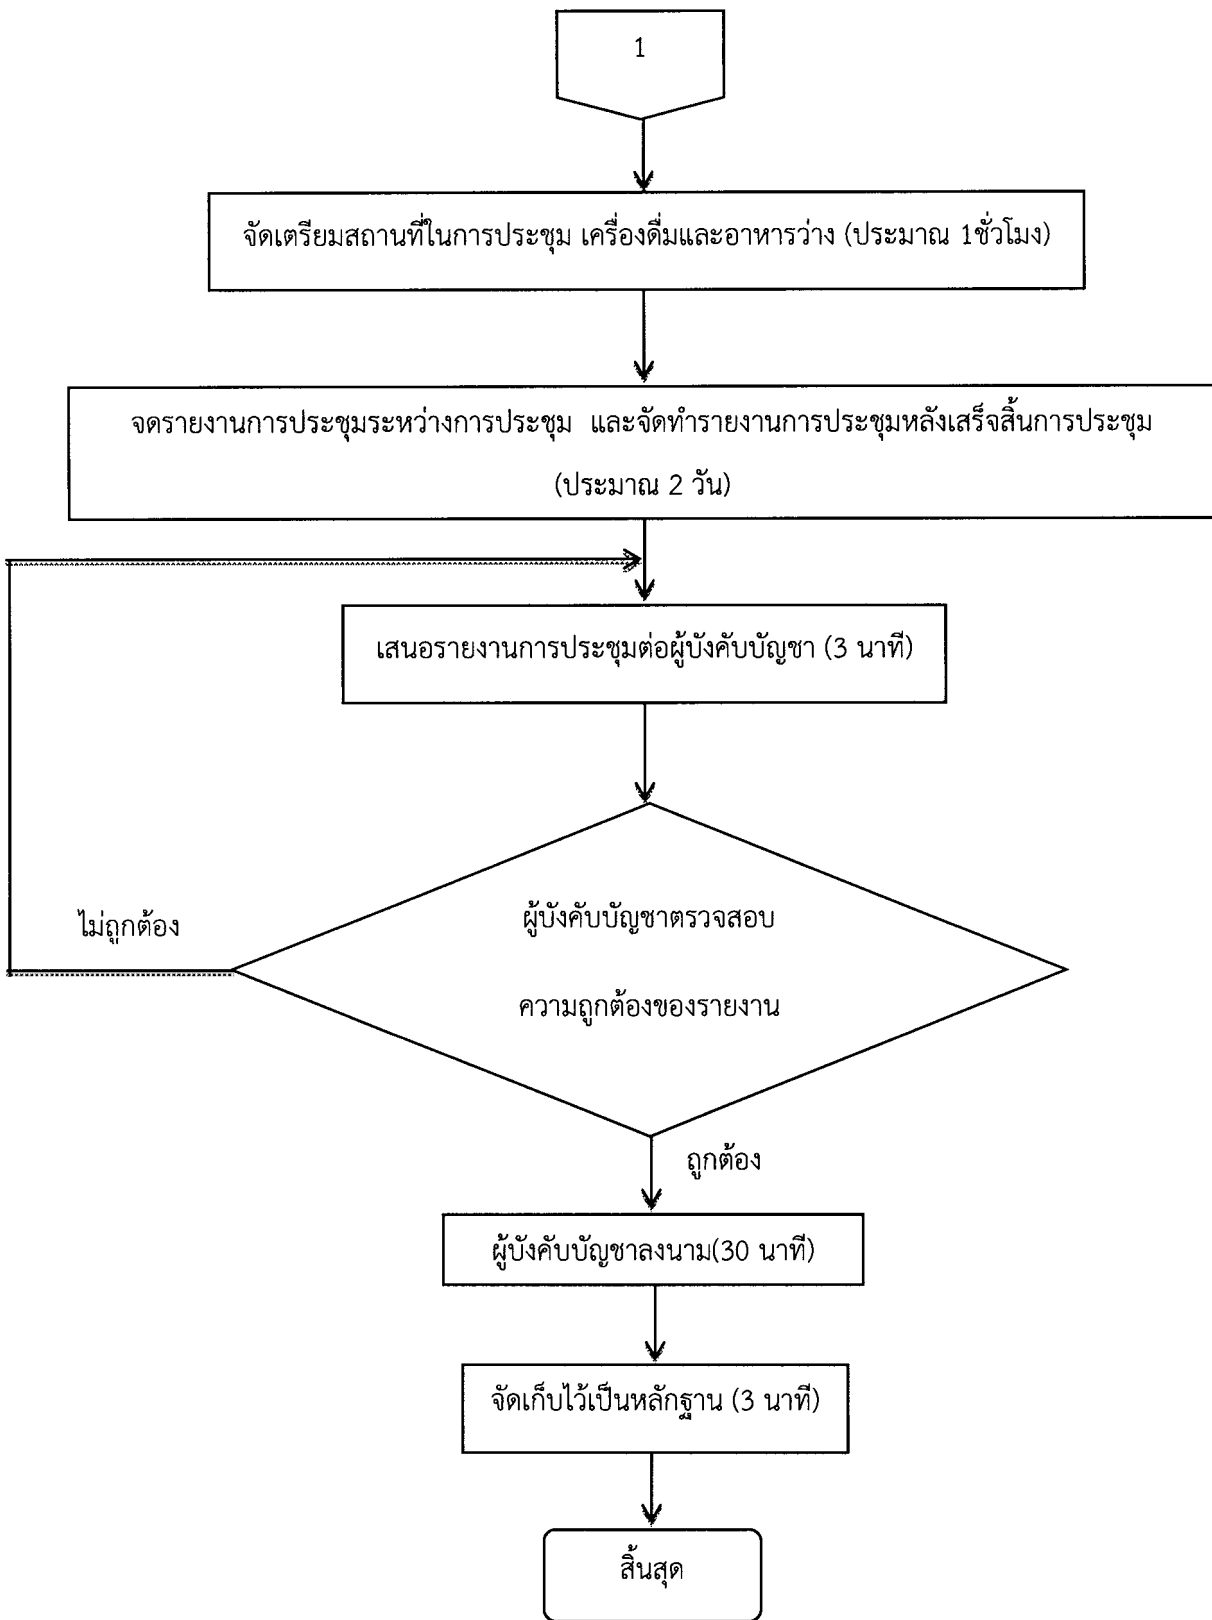 1
จัดเตรียมสถานที่ในการประชุม เครื่องดื่มและอาหารว่าง (ประมาณ 1ชั่วโมง)
จดรายงานการประชุมระหว่างการประชุม และจัดทำรายงานการประชุมหลังเสร็จสิ้นการประชุม
(ประมาณ 2 วัน)
เสนอรายงานการประชุมต่อผู้บังคับบัญชา (3 นาที)
ผู้บังคับบัญชาตรวจสอบ
ไม่ถูกต้อง
ความถูกต้องของรายงาน
ถูกต้อง
ผู้บังคับบัญชาลงนาม(30 นาที)
จัดเก็บไว้เป็นหลักฐาน (3 นาที)
สิ้นสุด